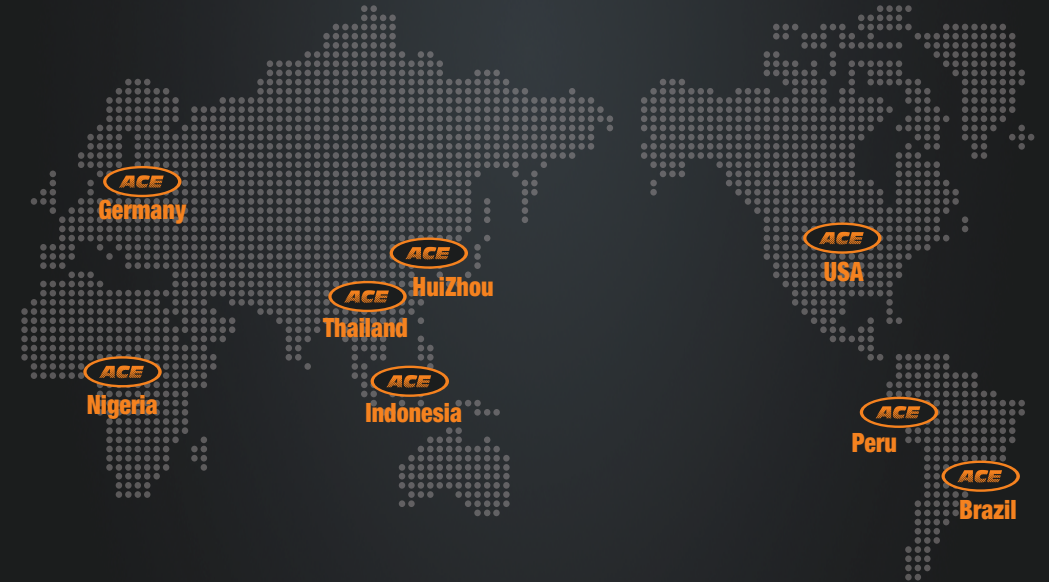 ACE
Germany
ACE
USA
ACE
HuiZhou
ACE
Thailand
ACE
Nigeria
ACE
Indonesia
ACE
Peru
ACE
Brazil